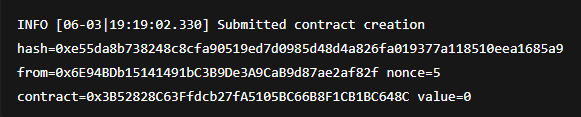 INFO [06-03|19:19:02.330] Submitted contract creation
hash=0xe55da8b738248c8cfa90519ed7d0985d48d4a826fa019377a118510eea1685a9
from=0x6E94BDb15141491bC3B9De3A9CaB9d87ae2af82f nonce=5
contract=0x3B52828C63Ffdcb27fA5105BC66B8F1CB1BC648C value=0